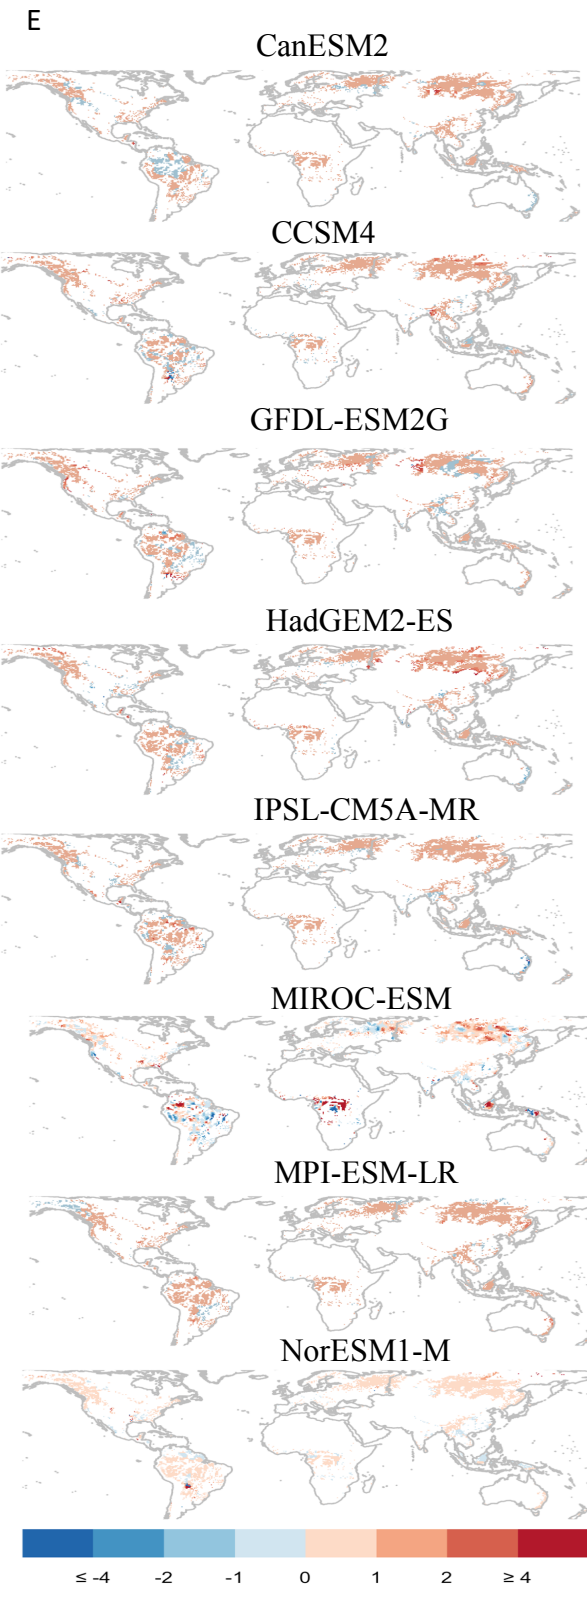 E
CanESM2
CCSM4
GFDL-ESM2G
HadGEM2-ES
IPSL-CM5A-MR
MIROC-ESM
MPI-ESM-LR
NorESM1-M
≤ -4 -2 -1 0 1 2 ≥ 4